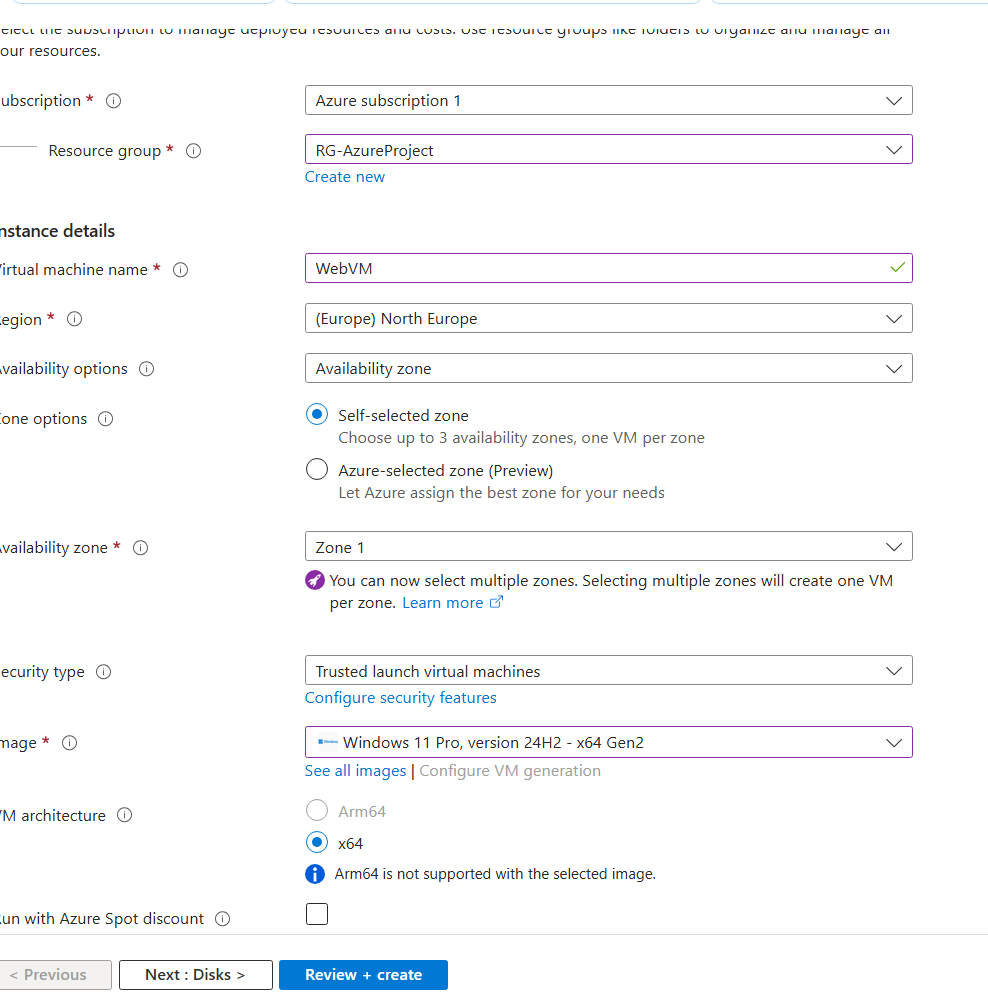 elect the subscription to manage deployed resources and costs. Use resource groups like folders to organize and manage all
our resources.
ubscription *
Azure subscription 1
Resource group *
RG-AzureProject
Create new
nstance details
irtual machine name *
WebVM
egion *
(Europe) North Europe
vailability options
Availability zone
one options
Self-selected zone
Choose up to 3 availability zones, one VM per zone
Azure-selected zone (Preview)
Let Azure assign the best zone for your needs
vailability zone *
Zone 1
You can now select multiple zones. Selecting multiple zones will create one VM
per zone. Learn more
ecurity type
Trusted launch virtual machines
Configure security features
mage *
Windows 11 Pro, version 24H2 - x64 Gen2
See all images | Configure VM generation
VM architecture
Arm64
x64
Arm64 is not supported with the selected image.
un with Azure Spot discount
< Previous
Next : Disks >
Review + create